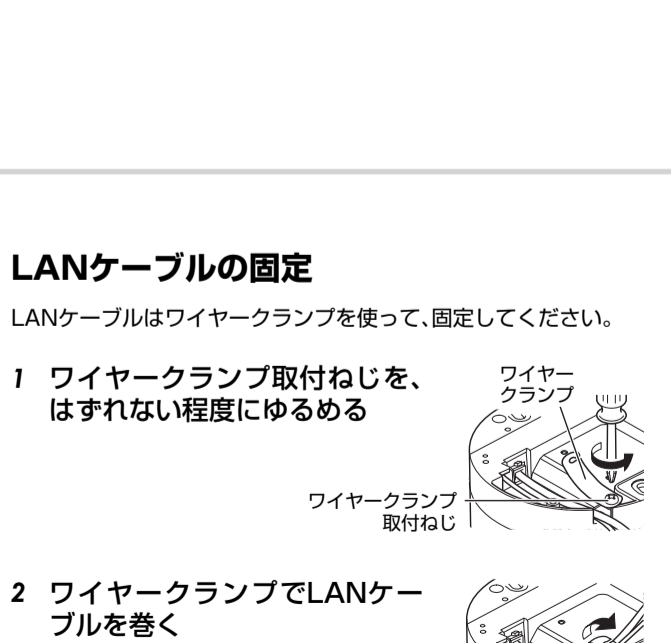 LANケーブルの固定
LANケーブルはワイヤークランプを使って、固定してください。
1 ワイヤークランプ取付ねじを、
はずれない程度にゆるめる
ワイヤー
クランプ
ワイヤークランプ
取付ねじ
2 ワイヤークランプでLANケー
ブルを巻く